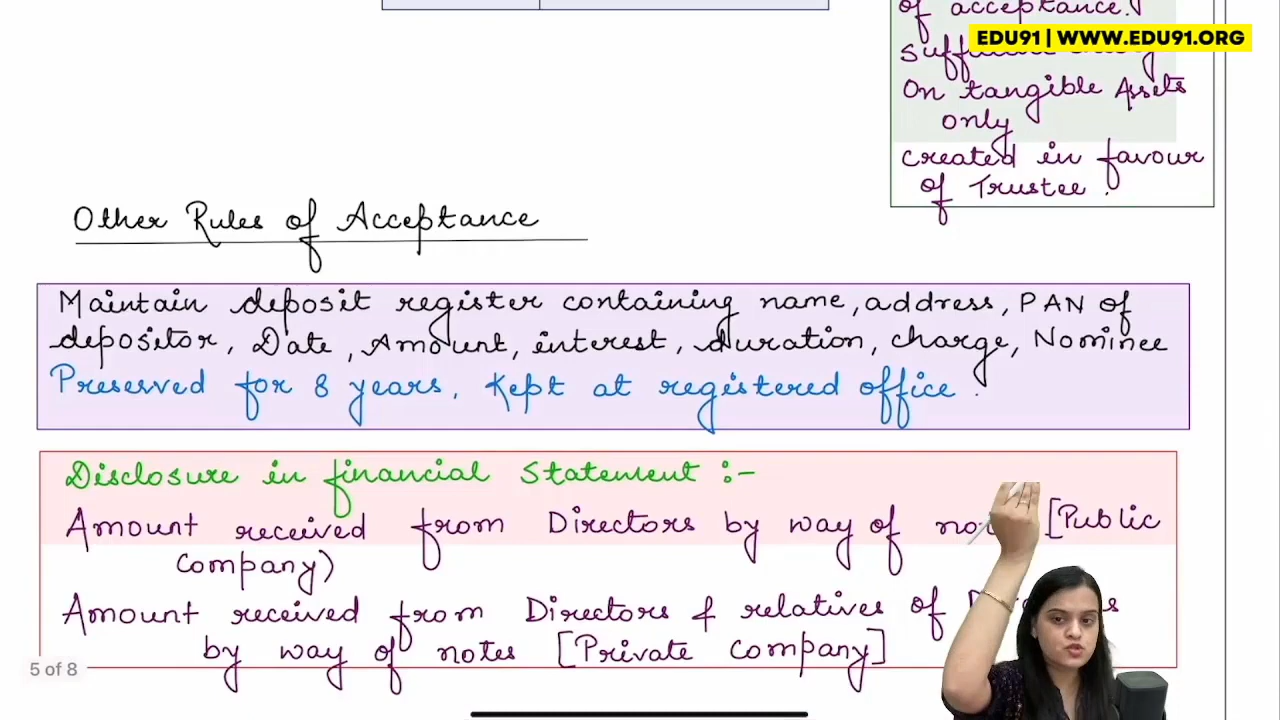 of acceptance.
EDU91 | WWW.EDU91.ORG
On tangible Assets
only
created in favour
of Trustee.
Other Rules of Acceptance
Maintain deposit register containing name, address, PAN of
depositor, Date, Amount, interest, duration, charge, Nominee
Preserved for 8 years, Kept at registered office.
Disclosure in financial Statement :-
Amount received from Directors by way of [Public
Company)
Amount received from Directors & relatives of
by way of notes [Private Company]
5 of 8